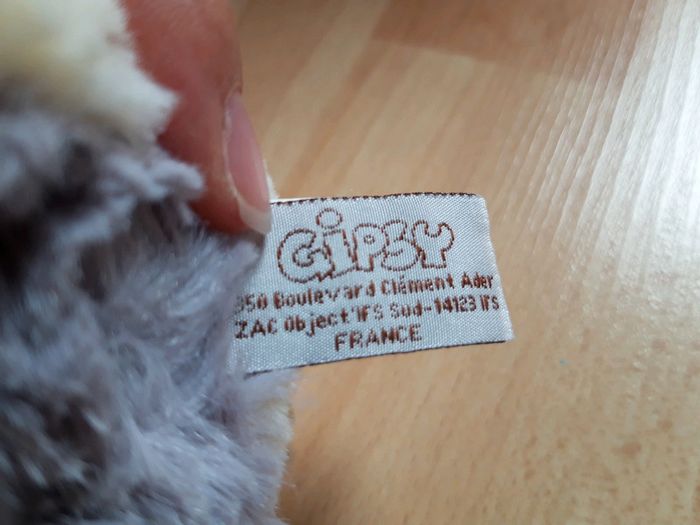 GiPSY
350 Boulevard Clément Ader
ZAC Object'IFS Sud-14123 IFS
FRANCE